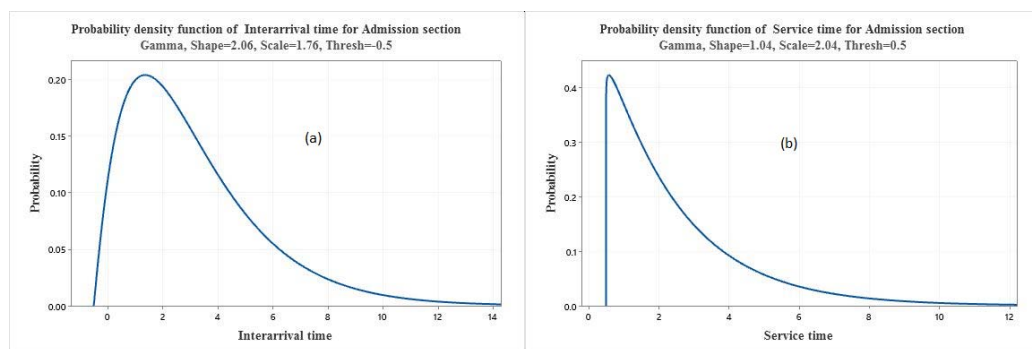 Probability density function of Interarrival time for Admission section
Gamma, Shape=2.06, Scale=1.76, Thresh=-0.5
0.20
0.15
0.10
0.05
0.00
Probability
(a)
0 2 4 6 8 10 12 14
Interarrival time
Probability density function of Service time for Admission section
Gamma, Shape=1.04, Scale=2.04, Thresh=0.5
0.4
0.3
0.2
0.1
0.0
Probability
(b)
0 2 4 6 8 10 12
Service time